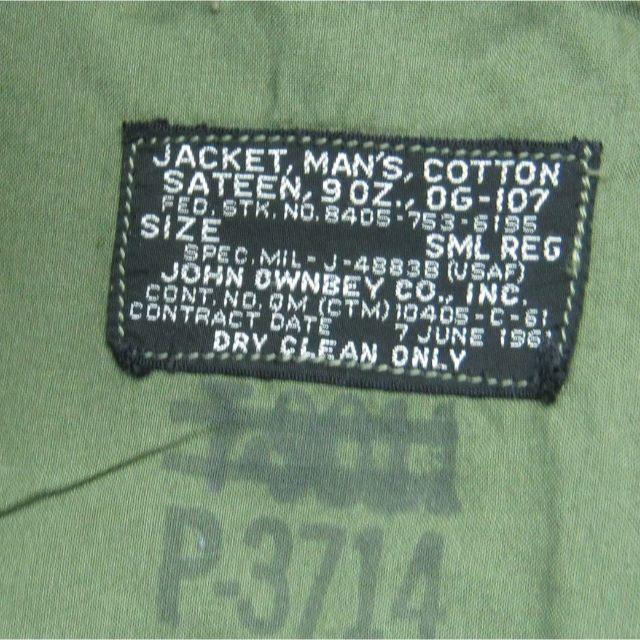 JACKET, MAN'S, COTTON
SATEEN, 9 OZ., OG-107
FED. STK. NO. 8405-753-6195
SIZE SML REG
SPEC. MIL-J-4883B (USAF)
JOHN OWNBEY CO., INC.
CONT. NO. QM (CTM) 10405-C-61
CONTRACT DATE 7 JUNE 1961
DRY CLEAN ONLY
P-3714